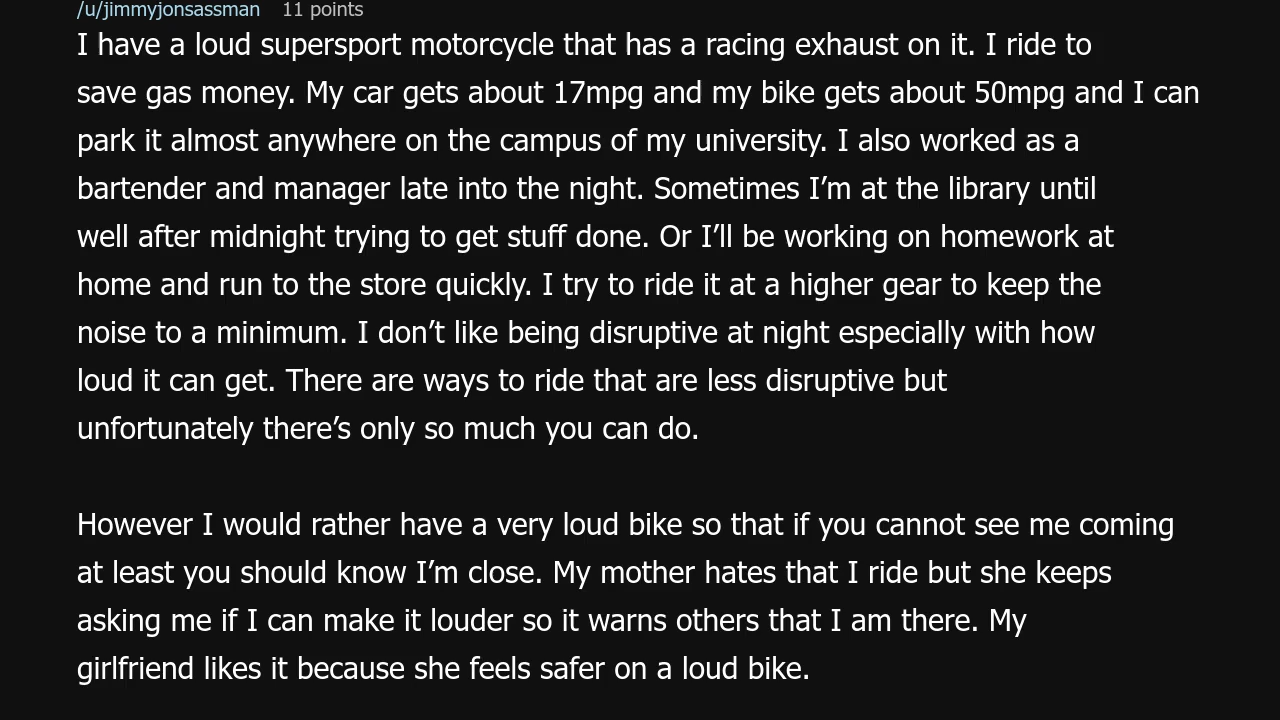 /u/jimmyjonsassman 11 points
I have a loud supersport motorcycle that has a racing exhaust on it. I ride to
save gas money. My car gets about 17mpg and my bike gets about 50mpg and I can
park it almost anywhere on the campus of my university. I also worked as a
bartender and manager late into the night. Sometimes I’m at the library until
well after midnight trying to get stuff done. Or I’ll be working on homework at
home and run to the store quickly. I try to ride it at a higher gear to keep the
noise to a minimum. I don’t like being disruptive at night especially with how
loud it can get. There are ways to ride that are less disruptive but
unfortunately there’s only so much you can do.
However I would rather have a very loud bike so that if you cannot see me coming
at least you should know I’m close. My mother hates that I ride but she keeps
asking me if I can make it louder so it warns others that I am there. My
girlfriend likes it because she feels safer on a loud bike.